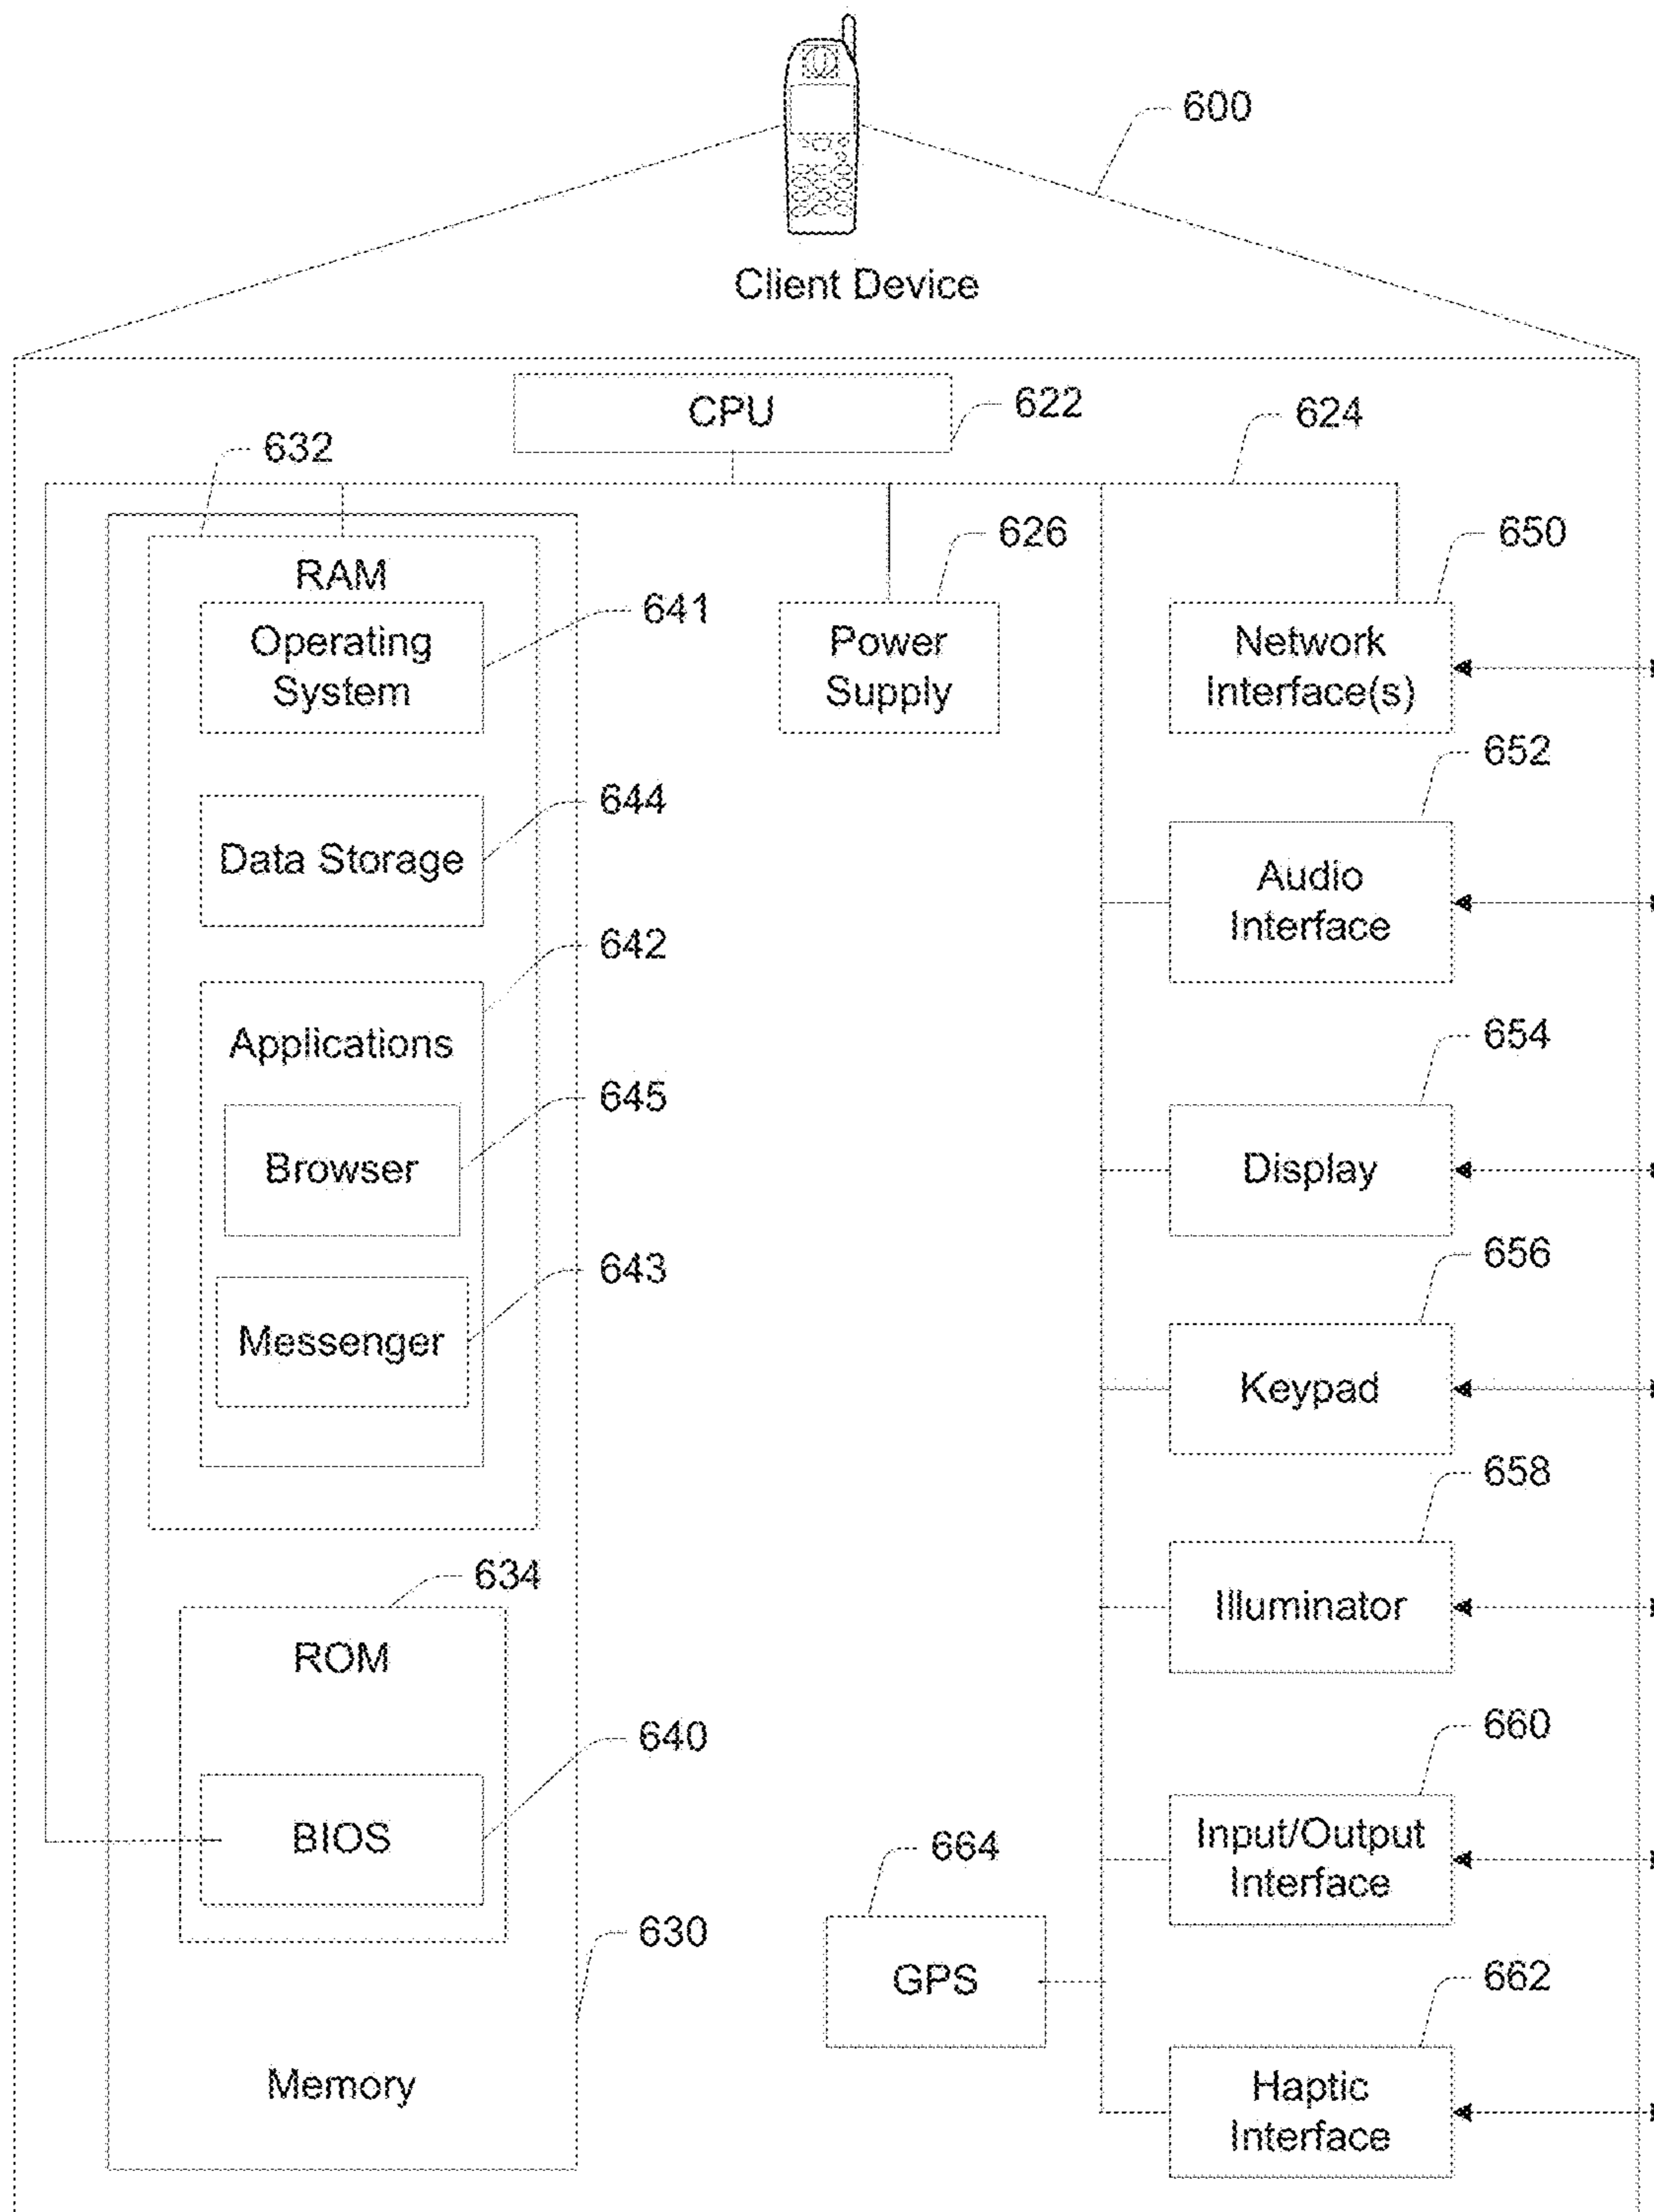 600
Client Device
CPU
622
624
632
RAM
626
650
Operating
System
641
Power
Supply
Network
Interface(s)
652
644
Data Storage
Audio
Interface
642
Applications
654
645
Browser
Display
656
643
Messenger
Keypad
658
634
ROM
Illuminator
660
640
BIOS
Input/Output
Interface
664
630
GPS
662
Memory
Haptic
Interface